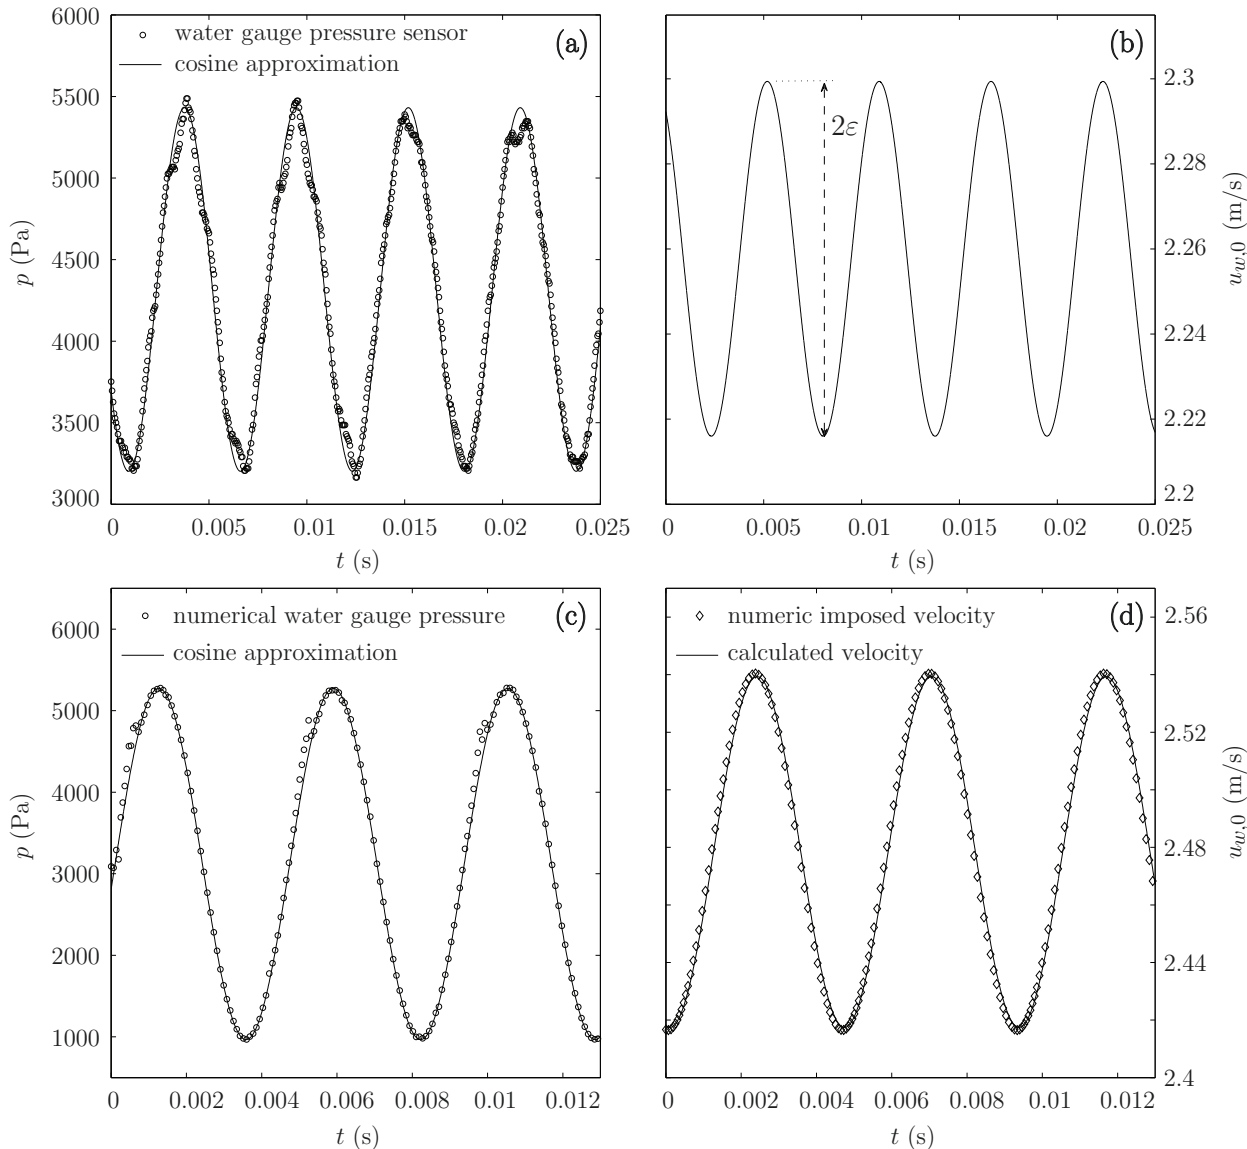 6000
5500
5000
4500
4000
3500
3000
p (Pa)
water gauge pressure sensor
cosine approximation
(a)
0 0.005 0.01 0.015 0.02 0.025
t (s)
(b)
2ε
2.3
2.28
2.26
2.24
2.22
2.2
u_{w,0} (m/s)
0 0.005 0.01 0.015 0.02 0.025
t (s)
6000
5000
4000
3000
2000
1000
p (Pa)
numerical water gauge pressure
cosine approximation
(c)
0 0.002 0.004 0.006 0.008 0.01 0.012
t (s)
numeric imposed velocity
calculated velocity
(d)
2.56
2.52
2.48
2.44
2.4
u_{w,0} (m/s)
0 0.002 0.004 0.006 0.008 0.01 0.012
t (s)